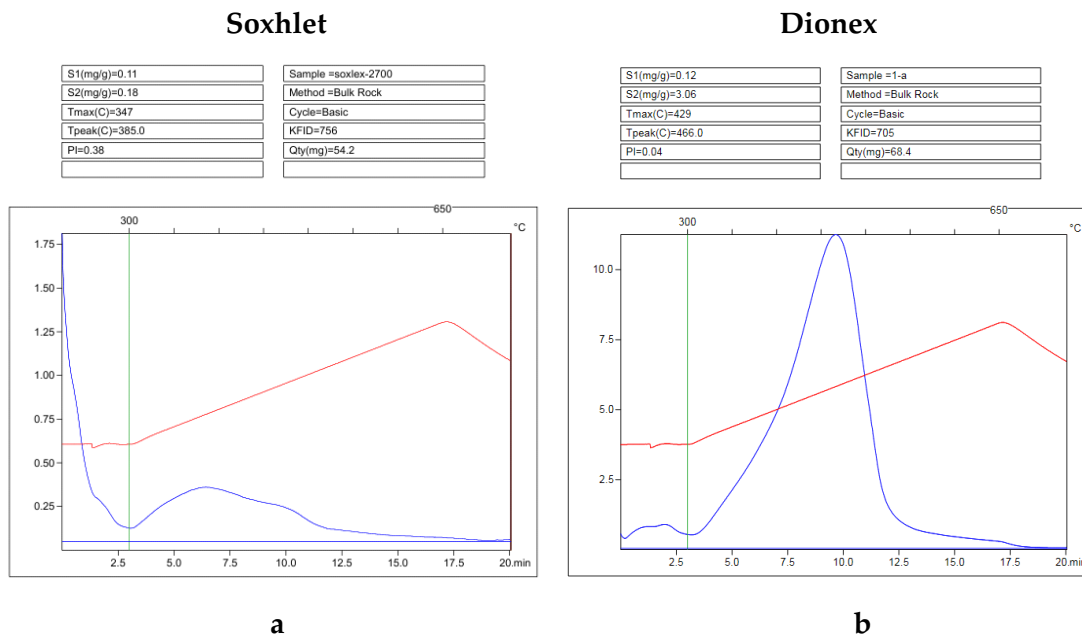 Soxhlet
Dionex
S1(mg/g)=0.11
Sample =soxlex-2700
S2(mg/g)=0.18
Method =Bulk Rock
Tmax(C)=347
Cycle=Basic
Tpeak(C)=385.0
KFID=756
PI=0.38
Qty(mg)=54.2
S1(mg/g)=0.12
Sample =1-a
S2(mg/g)=3.06
Method =Bulk Rock
Tmax(C)=429
Cycle=Basic
Tpeak(C)=466.0
KFID=705
PI=0.04
Qty(mg)=68.4
300
650
°C
1.75
1.50
1.25
1.00
0.75
0.50
0.25
2.5 5.0 7.5 10.0 12.5 15.0 17.5 20.min
300
650
°C
10.0
7.5
5.0
2.5
2.5 5.0 7.5 10.0 12.5 15.0 17.5 20.min
a
b